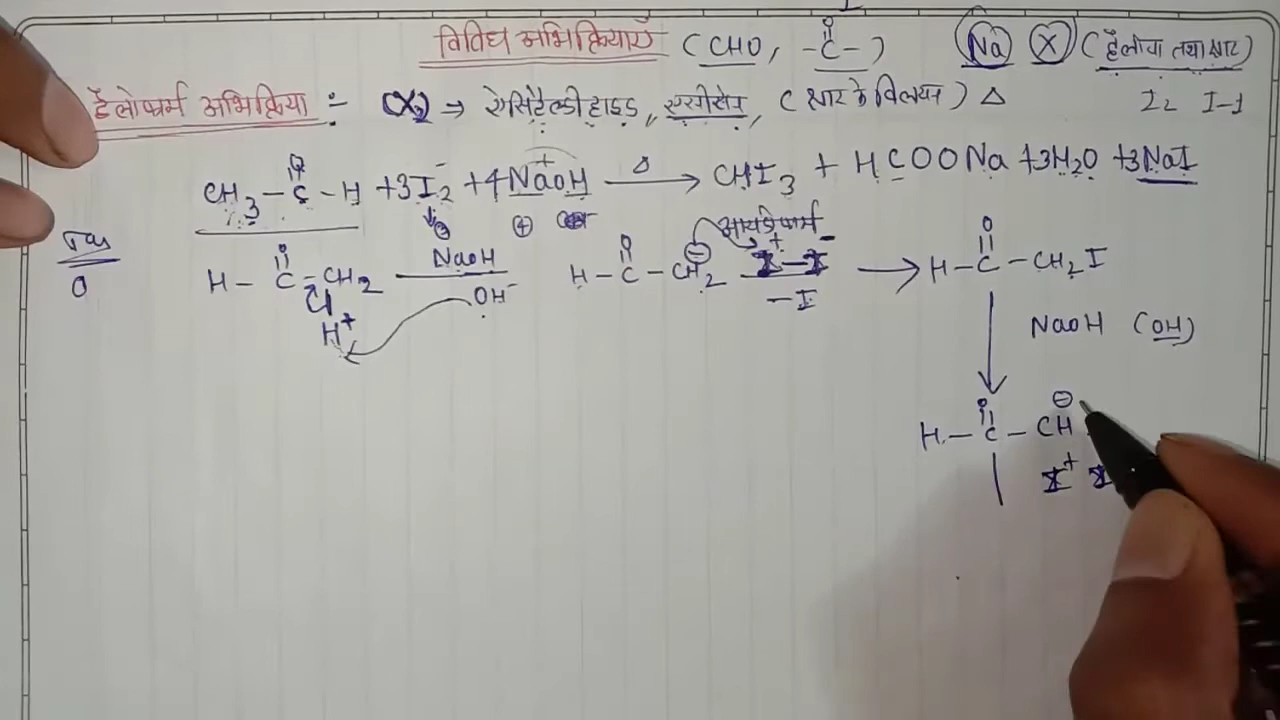 विविध अभिक्रियाऐं (CHO, -C-) Na X (हैलोजन तथा क्षार)
O
हैलोफार्म अभिक्रिया :- (X₂) → ऐसिटैल्डीहाइड, एसीटोन, (क्षार के विलयन) Δ I₂ I-I
O
CH₃-C-H + 3I₂ + 4NaOH →Δ CHI₃ + HCOONa + 3H₂O + 3NaI
आयडोफार्म
O
H-C-CH₂ NaOH OH⁻ H-C-CH₂ ⊖ I-I -I → H-C-CH₂I
H⁺
NaOH (OH)
O ⊖
H-C-CH
I⁺ I